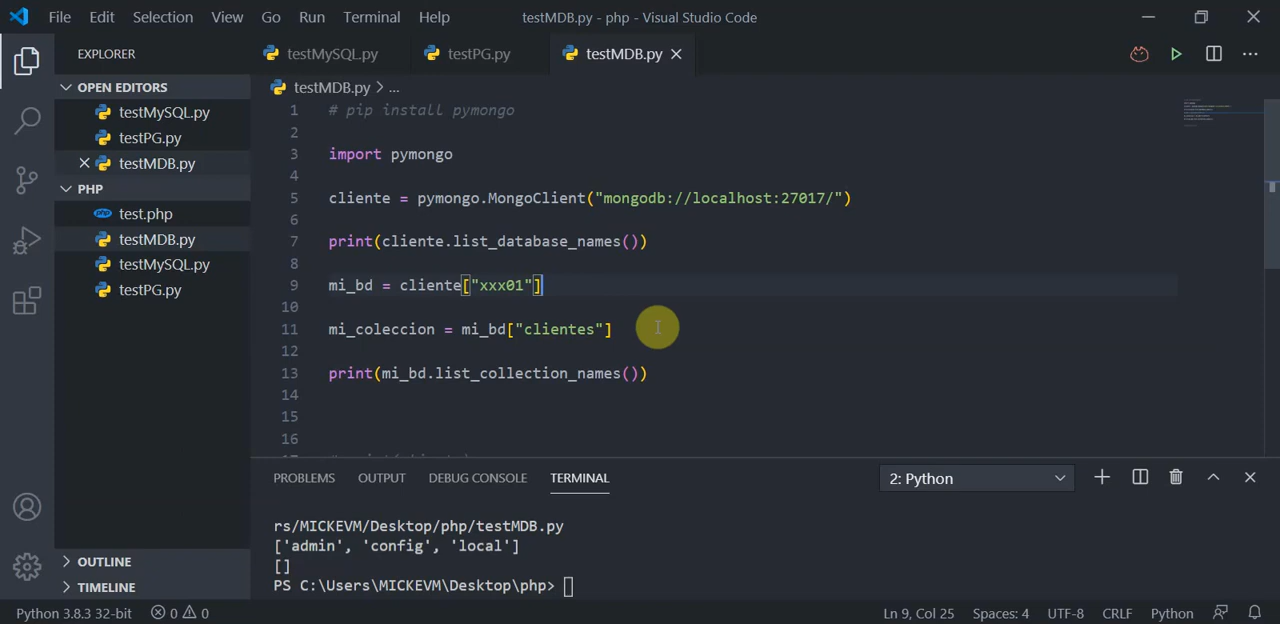 File Edit Selection View Go Run Terminal Help testMDB.py - php - Visual Studio Code
EXPLORER
OPEN EDITORS
testMySQL.py
testPG.py
testMDB.py
PHP
test.php
testMDB.py
testMySQL.py
testPG.py
OUTLINE
TIMELINE
testMySQL.py testPG.py testMDB.py
testMDB.py > ...
1 # pip install pymongo
2
3 import pymongo
4
5 cliente = pymongo.MongoClient("mongodb://localhost:27017/")
6
7 print(cliente.list_database_names())
8
9 mi_bd = cliente["xxx01"]
10
11 mi_coleccion = mi_bd["clientes"]
12
13 print(mi_bd.list_collection_names())
14
15
16
PROBLEMS OUTPUT DEBUG CONSOLE TERMINAL 2: Python
rs/MICKEVM/Desktop/php/testMDB.py
['admin', 'config', 'local']
[]
PS C:\Users\MICKEVM\Desktop\php>
Python 3.8.3 32-bit 0 0 Ln 9, Col 25 Spaces: 4 UTF-8 CRLF Python